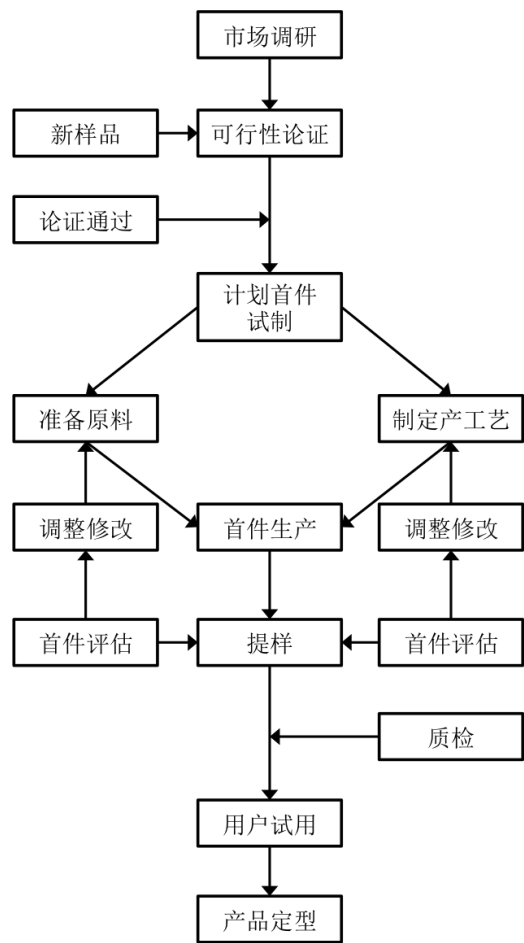 市场调研
新样品
可行性论证
论证通过
计划首件
试制
准备原料
制定产工艺
调整修改
首件生产
调整修改
首件评估
提样
首件评估
质检
用户试用
产品定型